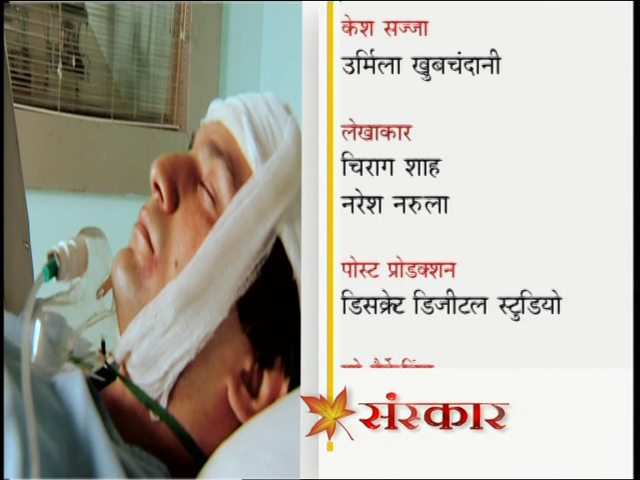 केश सज्जा
उर्मिला खुबचंदानी
लेखाकार
चिराग शाह
नरेश नरुला
पोस्ट प्रोडक्शन
डिसक्रेट डिजीटल स्टुडियो
संस्कार